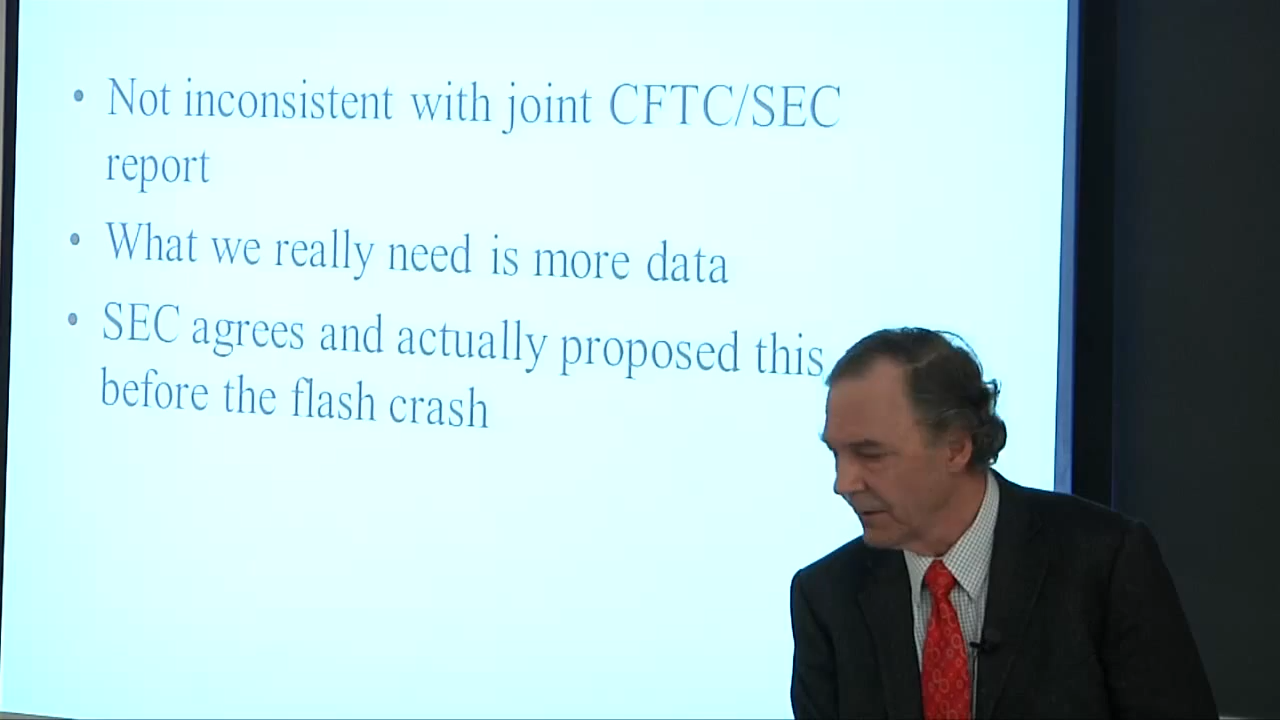 • Not inconsistent with joint CFTC/SEC
report
• What we really need is more data
• SEC agrees and actually proposed this
before the flash crash